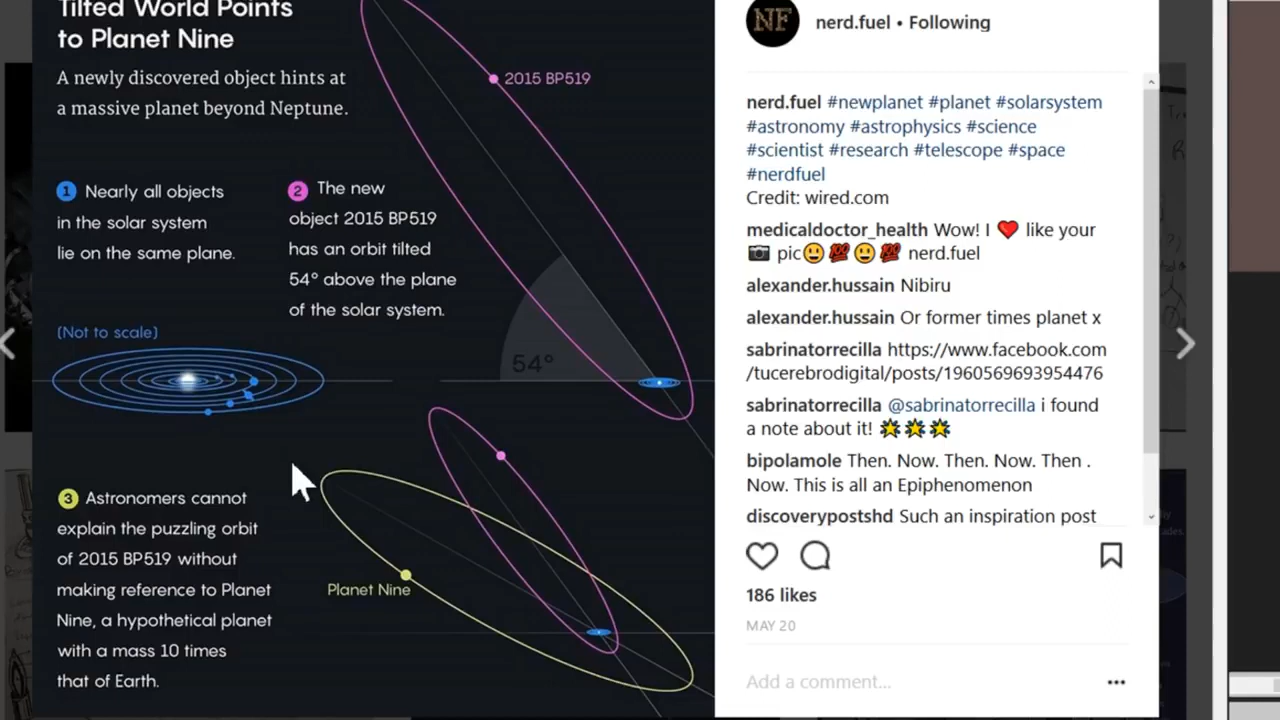 Tilted World Points
to Planet Nine
A newly discovered object hints at
a massive planet beyond Neptune.
1 Nearly all objects
in the solar system
lie on the same plane.
2 The new
object 2015 BP519
has an orbit tilted
54° above the plane
of the solar system.
2015 BP519
(Not to scale)
54°
3 Astronomers cannot
explain the puzzling orbit
of 2015 BP519 without
making reference to Planet
Nine, a hypothetical planet
with a mass 10 times
that of Earth.
Planet Nine
NF
nerd.fuel • Following
nerd.fuel #newplanet #planet #solarsystem
#astronomy #astrophysics #science
#scientist #research #telescope #space
#nerdfuel
Credit: wired.com
medicaldoctor_health Wow! I ❤️ like your
📷 pic😃💯😃💯 nerd.fuel
alexander.hussain Nibiru
alexander.hussain Or former times planet x
sabrinatorrecilla https://www.facebook.com
/tucerebrodigital/posts/1960569693954476
sabrinatorrecilla @sabrinatorrecilla i found
a note about it! 🌟🌟🌟
bipolamole Then. Now. Then. Now. Then .
Now. This is all an Epiphenomenon
discoverypostshd Such an inspiration post
186 likes
MAY 20
Add a comment...